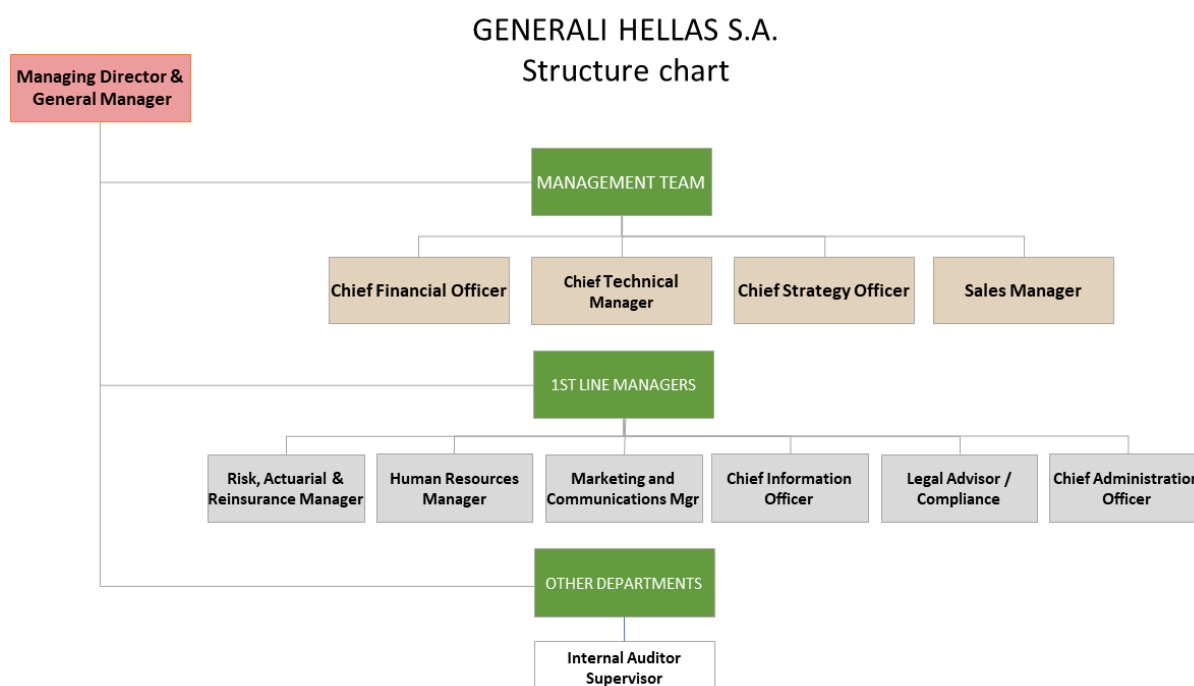 GENERALI HELLAS S.A.
Structure chart
Managing Director &
General Manager
MANAGEMENT TEAM
Chief Financial Officer
Chief Technical
Manager
Chief Strategy Officer
Sales Manager
1ST LINE MANAGERS
Risk, Actuarial &
Reinsurance Manager
Human Resources
Manager
Marketing and
Communications Mgr
Chief Information
Officer
Legal Advisor /
Compliance
Chief Administration
Officer
OTHER DEPARTMENTS
Internal Auditor
Supervisor